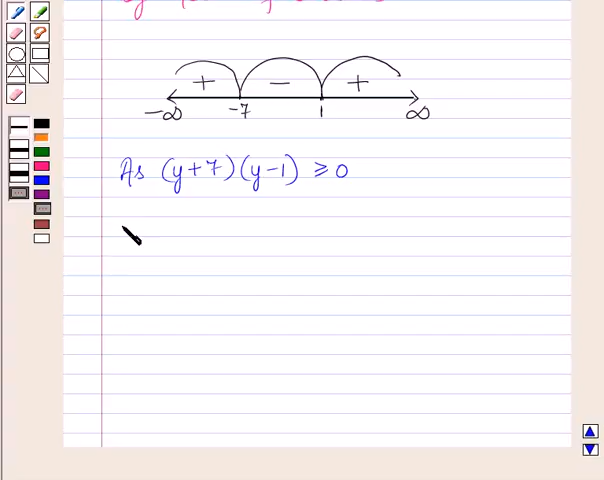 + − +
−∞ −7 1 ∞
As (y+7)(y−1) ≥ 0